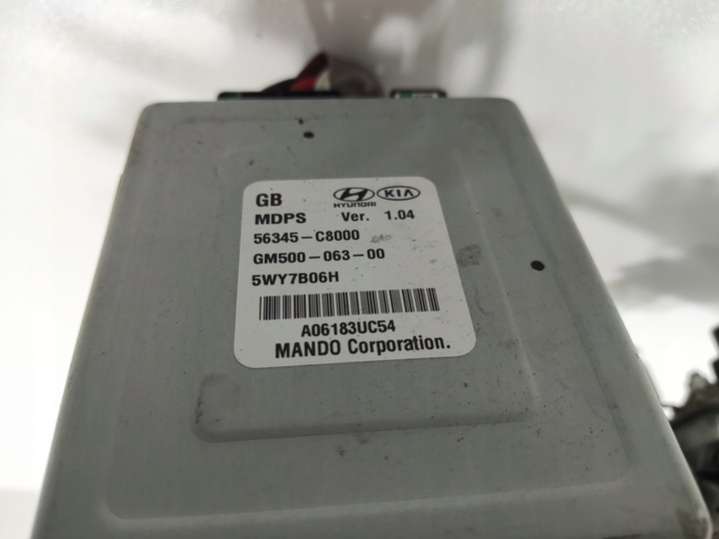 GB HYUNDAI KIA
MDPS Ver. 1.04
56345-C8000
GM500-063-00
5WY7B06H
A06183UC54
MANDO Corporation.